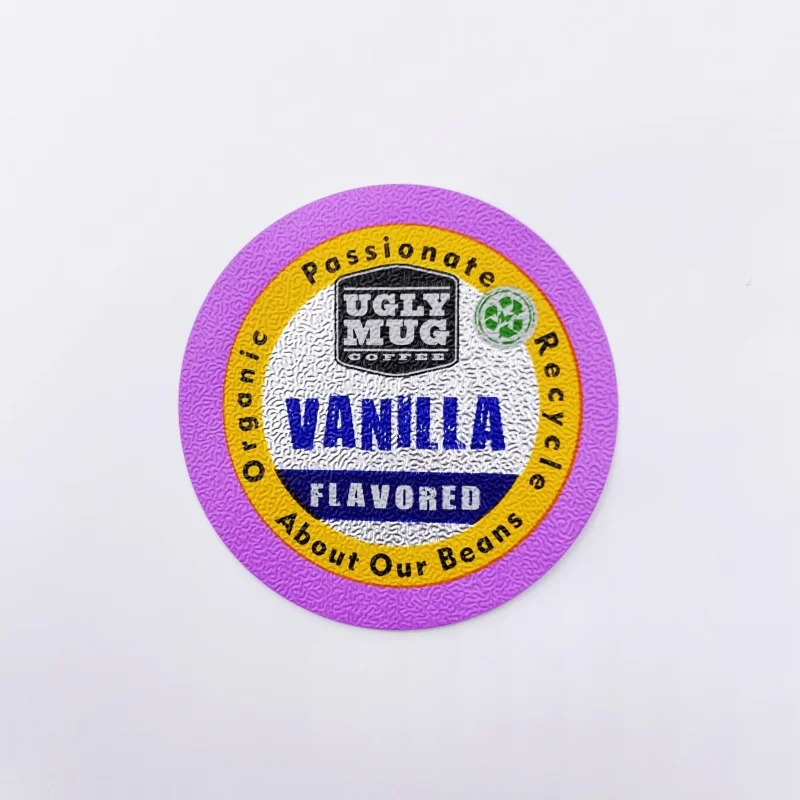 Passionate
UGLY
MUG
COFFEE
Organic
Recycle
VANILLA
FLAVORED
About Our Beans